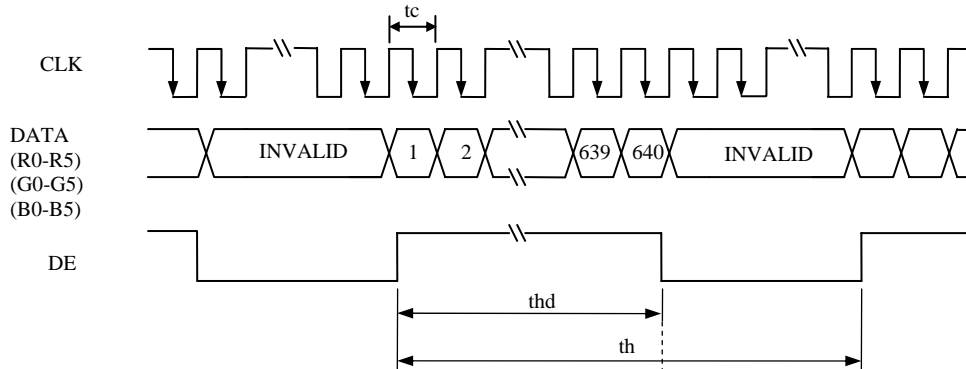 tc
CLK
DATA
(R0-R5)
(G0-G5)
(B0-B5)
INVALID 1 2 639 640 INVALID
DE
thd
th